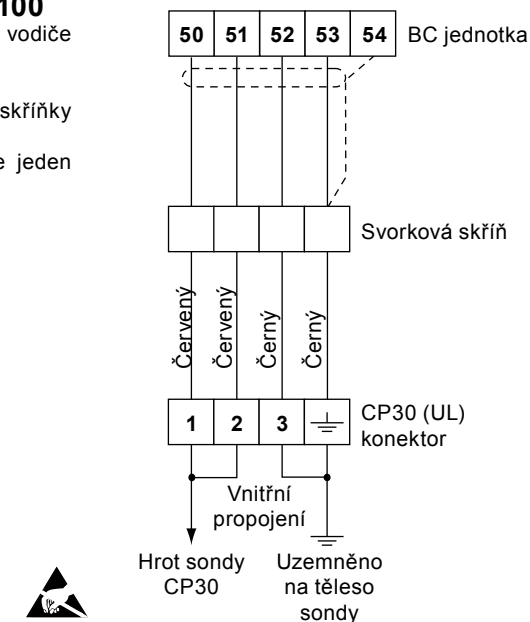 100
vodiče
skříňky
e jeden
50 51 52 53 54 BC jednotka
Svorková skříň
Červený Červený Černý Černý
1 2 3
CP30 (UL)
konektor
Vnitřní
propojení
Hrot sondy
CP30
Uzemněno
na těleso
sondy